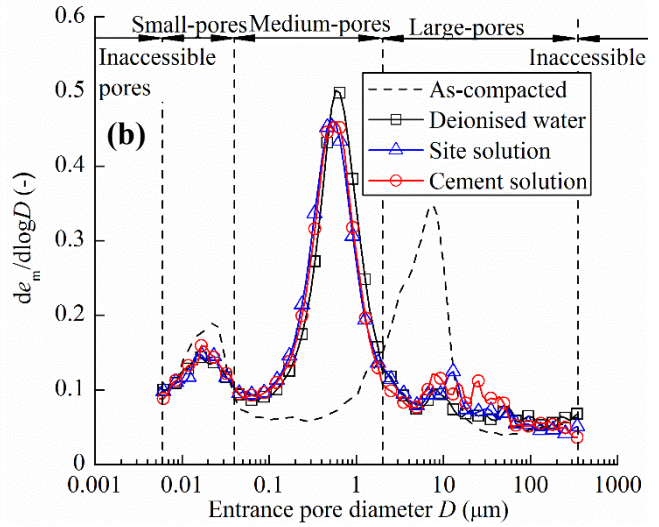 Small-pores Medium-pores Large-pores
Inaccessible pores
Inaccessible
(b)
As-compacted
Deionised water
Site solution
Cement solution
0.6
0.5
0.4
0.3
0.2
0.1
0
de_m/dlogD (-)
0.001 0.01 0.1 1 10 100 1000
Entrance pore diameter D (μm)